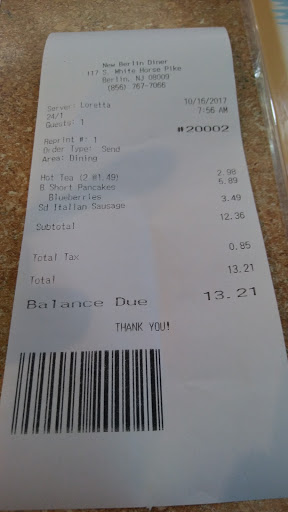 New Berlin Diner
117 S. White Horse Pike
Berlin, NJ 08009
(856) 767-7066
Server: Loretta 10/15/2017
24/1 7:56 AM
Guests: 1
#20002
Reprint #: 1
Order Type: Send
Area: Dining
Hot Tea (2 @1.49) 2.98
B Short Pancakes 5.89
Blueberries
Sd Italian Sausage 3.49
Subtotal 12.36
Total Tax 0.85
Total 13.21
Balance Due 13.21
THANK YOU!